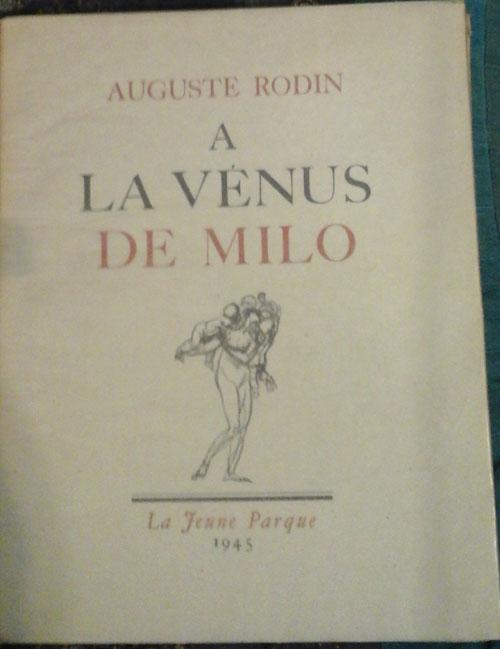 AUGUSTE RODIN
A
LA VÉNUS
DE MILO
La Jeune Parque
1945